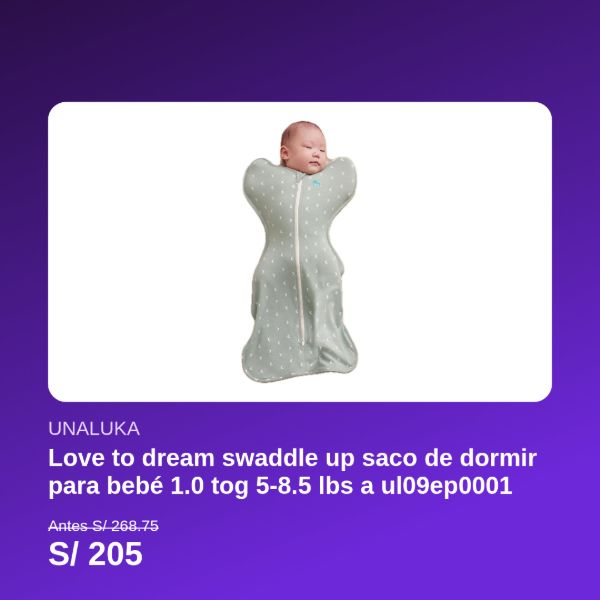 UNALUKA
Love to dream swaddle up saco de dormir
para bebé 1.0 tog 5-8.5 lbs a ul09ep0001
Antes S/ 268.75
S/ 205